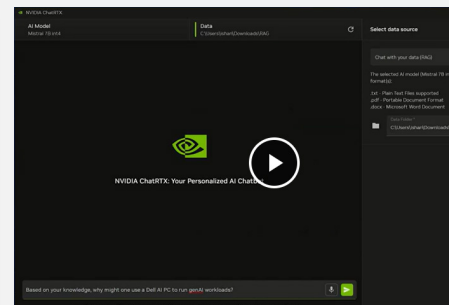 NVIDIA ChatRTX
AI Model
Mistral 7B int4
Data
C:\Users\ishan\Downloads\RAG
Select data source
Chat with your data (RAG)
The selected AI model (Mistral 7B in
format(s):
.txt - Plain Text Files supported
.pdf - Portable Document Format
.docx - Microsoft Word Document
Data Folder
C:\Users\ishan\Downloads
NVIDIA ChatRTX: Your Personalized AI Chatbo
Based on your knowledge, why might one use a Dell AI PC to run genAI workloads?